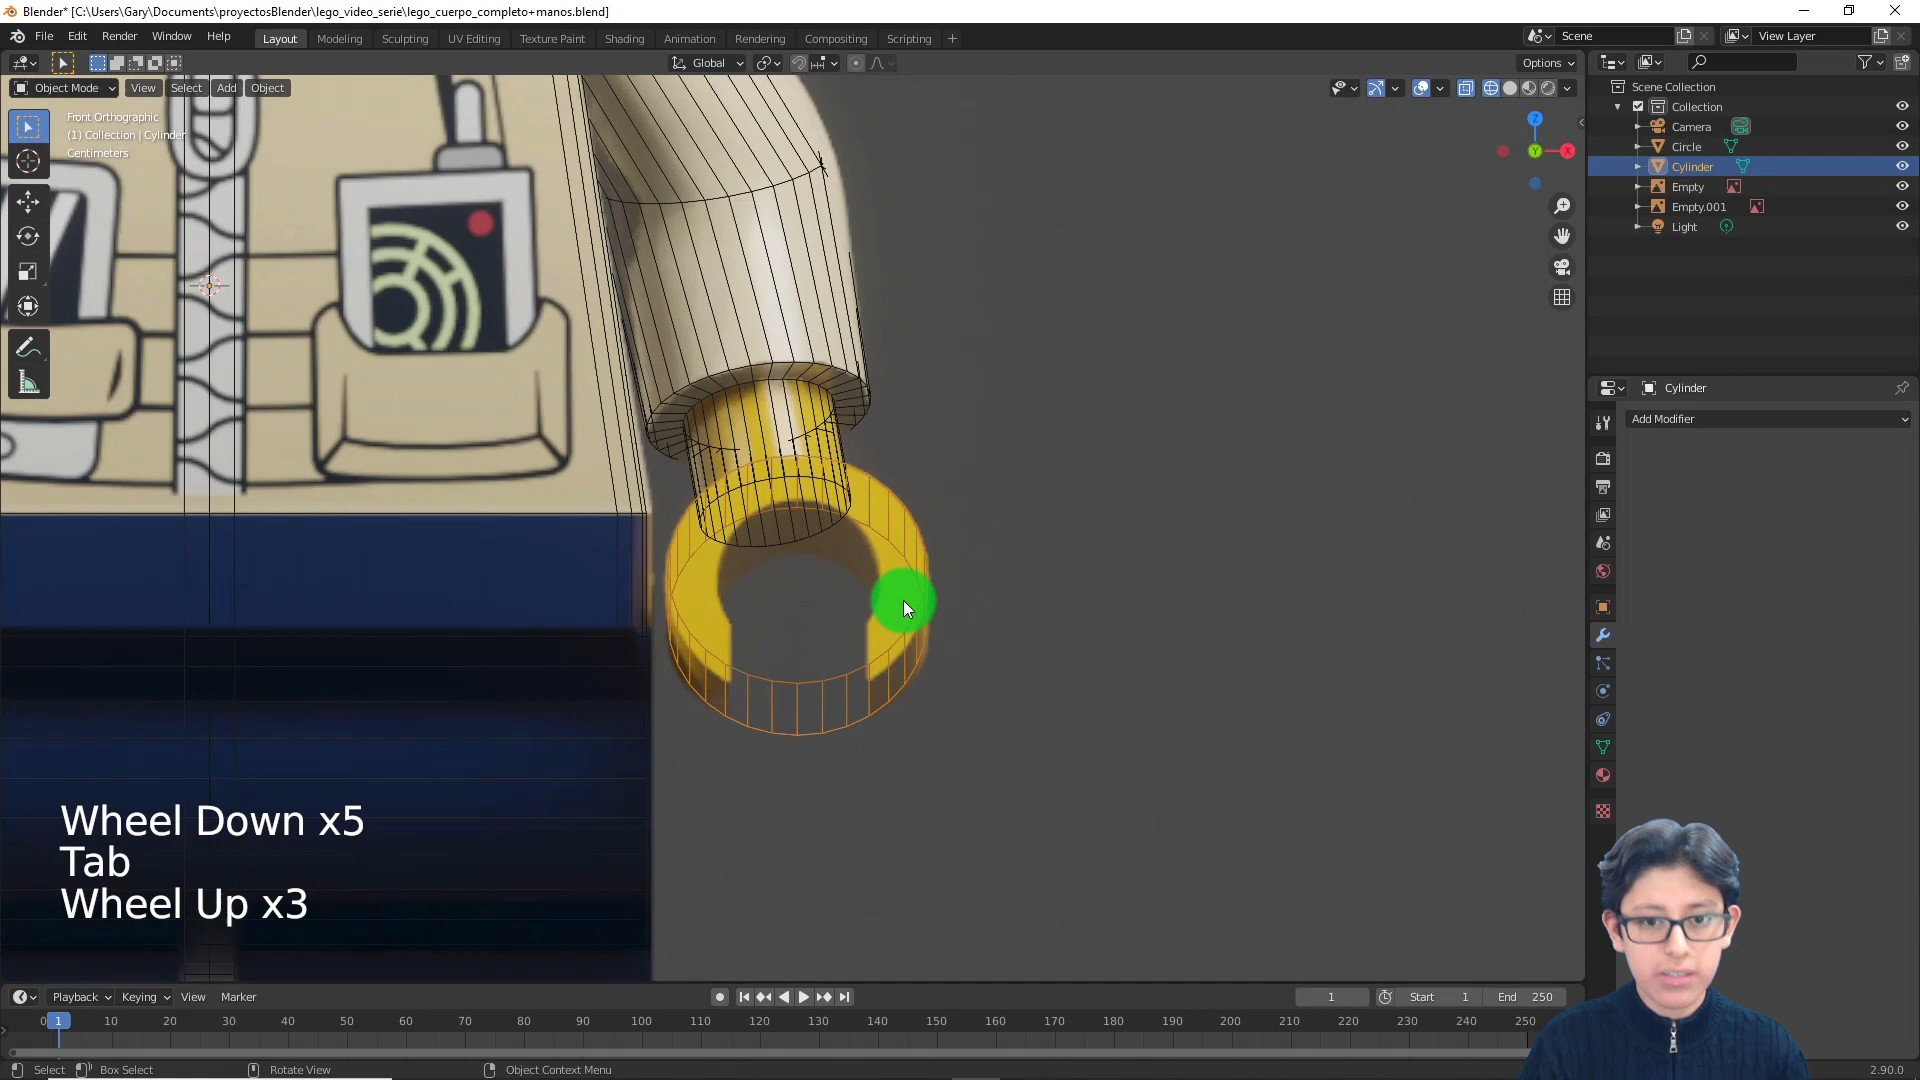 Blender* [C:\Users\Gary\Documents\proyectosBlender\lego_video_serie\lego_cuerpo_completo+manos.blend]
File Edit Render Window Help Layout Modeling Sculpting UV Editing Texture Paint Shading Animation Rendering Compositing Scripting + Scene View Layer
Global Options
Object Mode View Select Add Object
Front Orthographic
(1) Collection | Cylinder
Centimeters
Z
Y
X
Scene Collection
Collection
Camera
Circle
Cylinder
Empty
Empty.001
Light
Cylinder
Add Modifier
Wheel Down x5
Tab
Wheel Up x3
Playback Keying View Marker 1 Start 1 End 250
0 1 10 20 30 40 50 60 70 80 90 100 110 120 130 140 150 160 170 180 190 200 210 220 230 240 250
Select Box Select Rotate View Object Context Menu 2.90.0